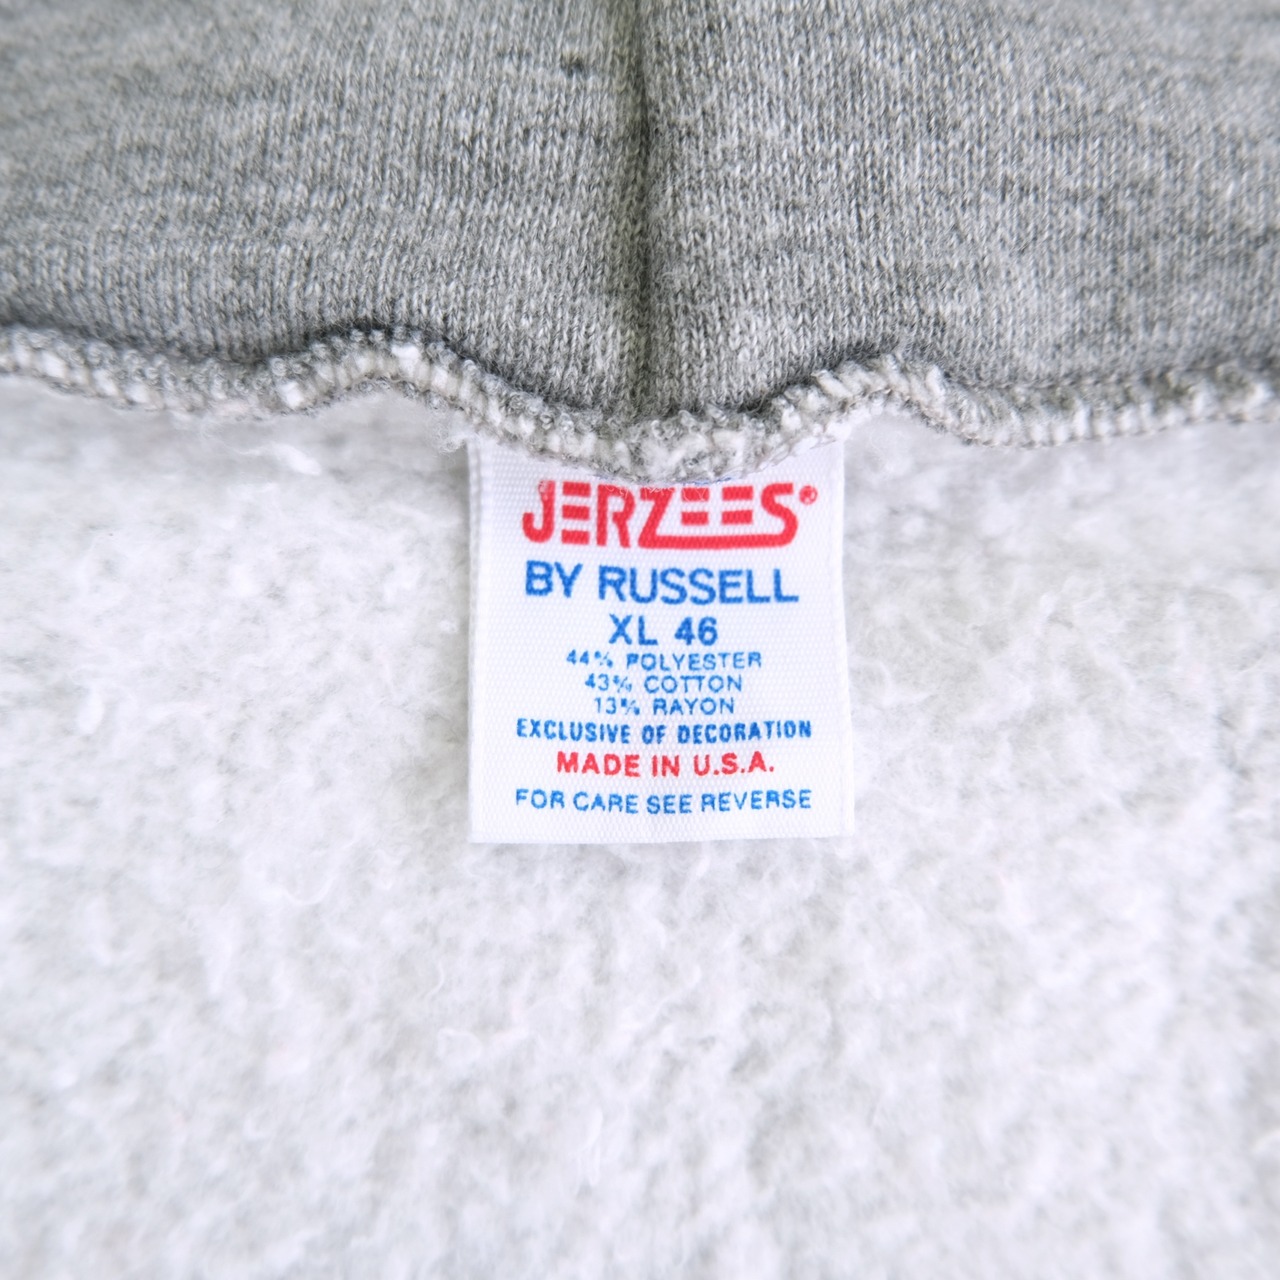 JERZEES®
BY RUSSELL
XL 46
44% POLYESTER
43% COTTON
13% RAYON
EXCLUSIVE OF DECORATION
MADE IN U.S.A.
FOR CARE SEE REVERSE